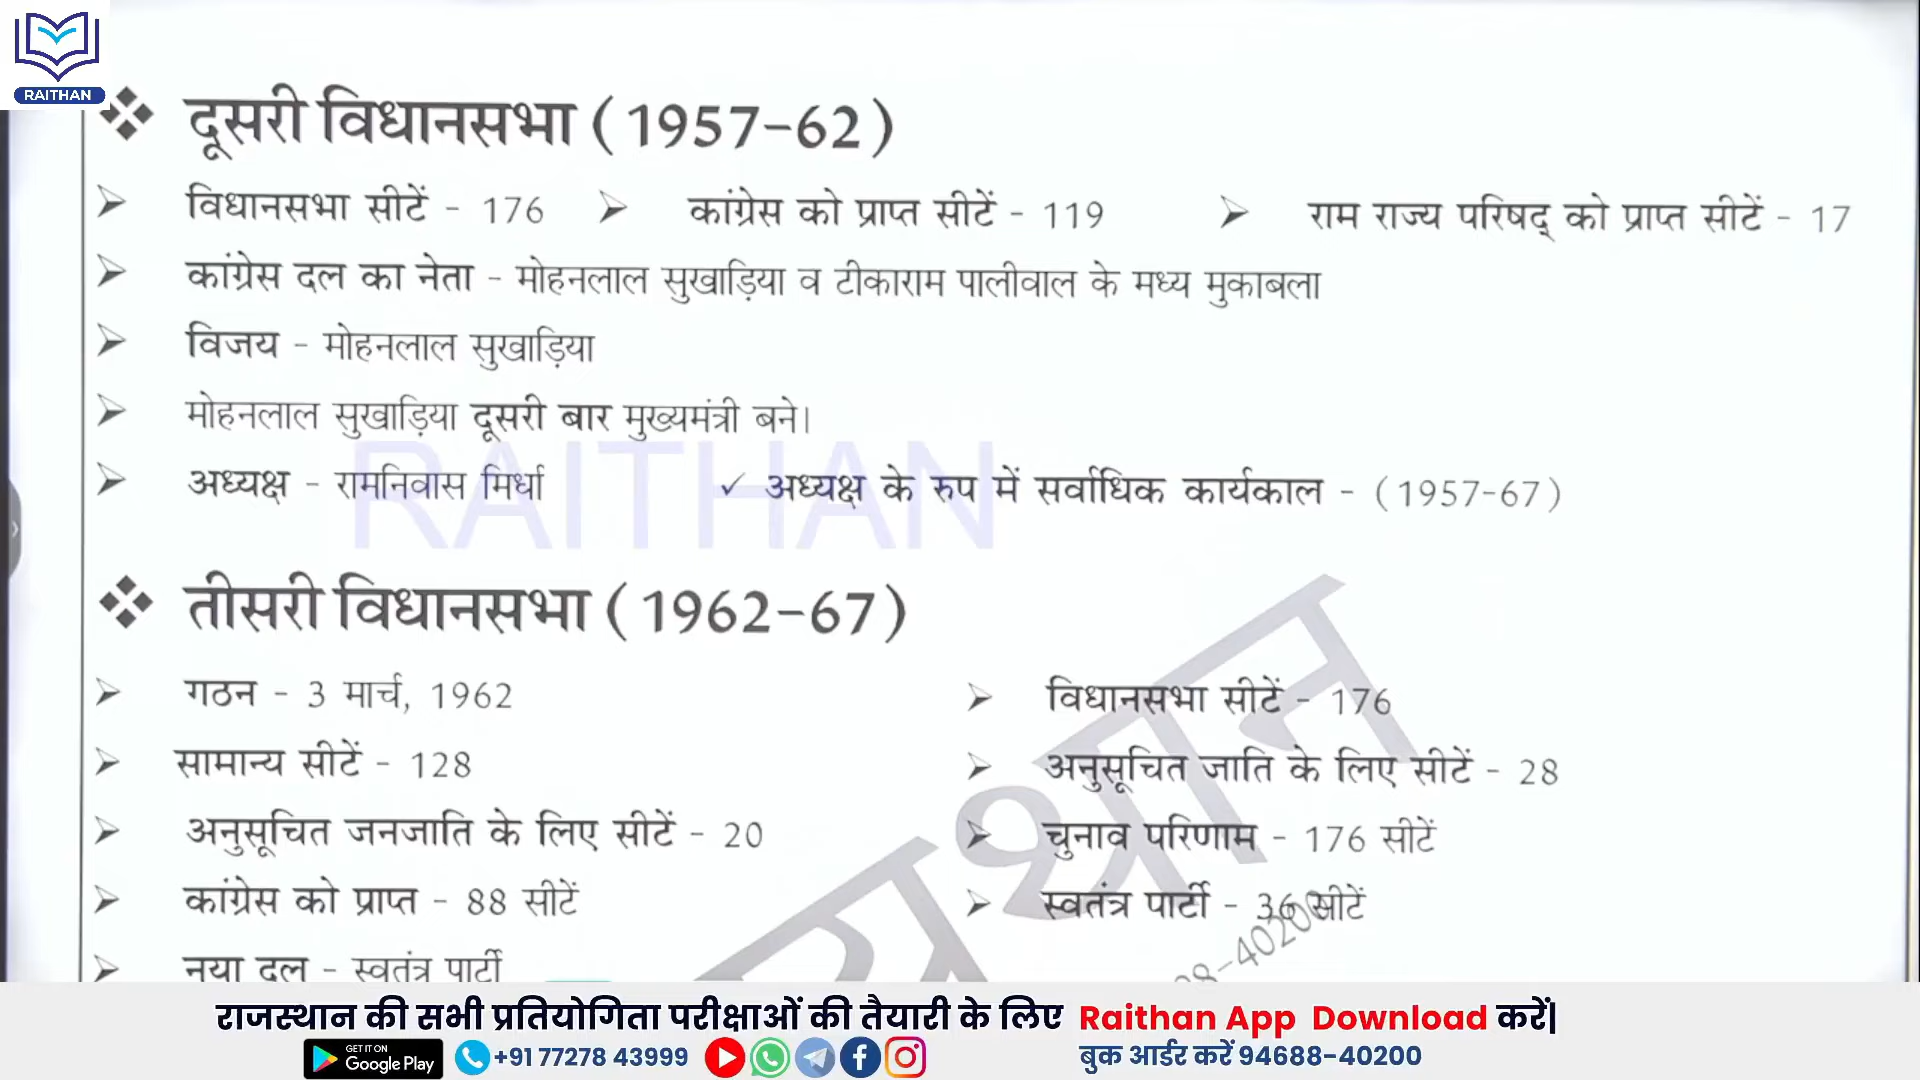 RAITHAN
❖ दूसरी विधानसभा (1957-62)
➢ विधानसभा सीटें - 176 ➢ कांग्रेस को प्राप्त सीटें - 119 ➢ राम राज्य परिषद् को प्राप्त सीटें - 17
➢ कांग्रेस दल का नेता - मोहनलाल सुखाड़िया व टीकाराम पालीवाल के मध्य मुकाबला
➢ विजय - मोहनलाल सुखाड़िया
➢ मोहनलाल सुखाड़िया दूसरी बार मुख्यमंत्री बने।
RAITHAN
➢ अध्यक्ष - रामनिवास मिर्धा ✓ अध्यक्ष के रुप में सर्वाधिक कार्यकाल - (1957-67)
❖ तीसरी विधानसभा (1962-67)
➢ गठन - 3 मार्च, 1962 ➢ विधानसभा सीटें - 176
➢ सामान्य सीटें - 128 ➢ अनुसूचित जाति के लिए सीटें - 28
➢ अनुसूचित जनजाति के लिए सीटें - 20 ➢ चुनाव परिणाम - 176 सीटें
➢ कांग्रेस को प्राप्त - 88 सीटें ➢ स्वतंत्र पार्टी - 36 सीटें
➢ नया दल - स्वतंत्र पार्टी
राजस्थान की सभी प्रतियोगिता परीक्षाओं की तैयारी के लिए Raithan App Download करें|
GET IT ON Google Play +91 77278 43999 बुक आर्डर करें 94688-40200